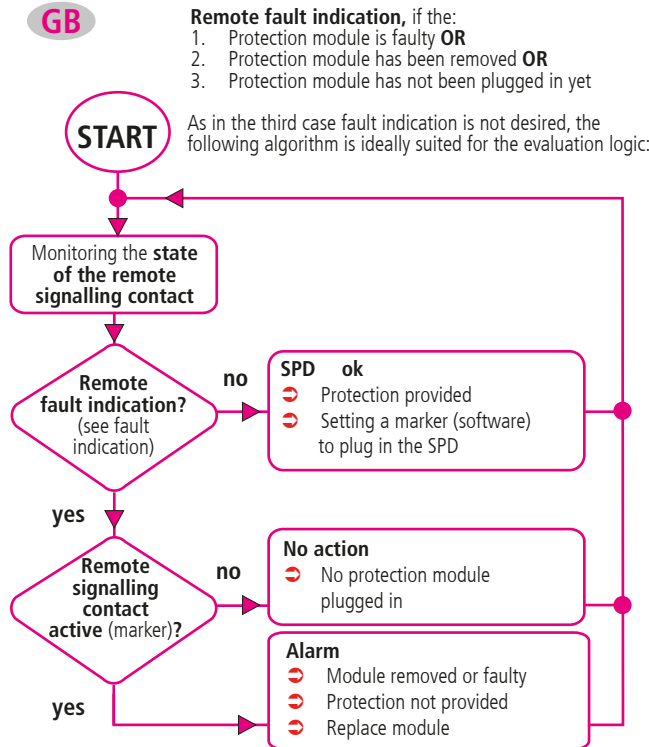 GB
Remote fault indication, if the:
1. Protection module is faulty OR
2. Protection module has been removed OR
3. Protection module has not been plugged in yet
START
As in the third case fault indication is not desired, the
following algorithm is ideally suited for the evaluation logic:
Monitoring the state
of the remote
signalling contact
Remote
fault indication?
(see fault
indication)
no
SPD ok
Protection provided
Setting a marker (software)
to plug in the SPD
yes
Remote
signalling
contact
active (marker)?
no
No action
No protection module
plugged in
yes
Alarm
Module removed or faulty
Protection not provided
Replace module